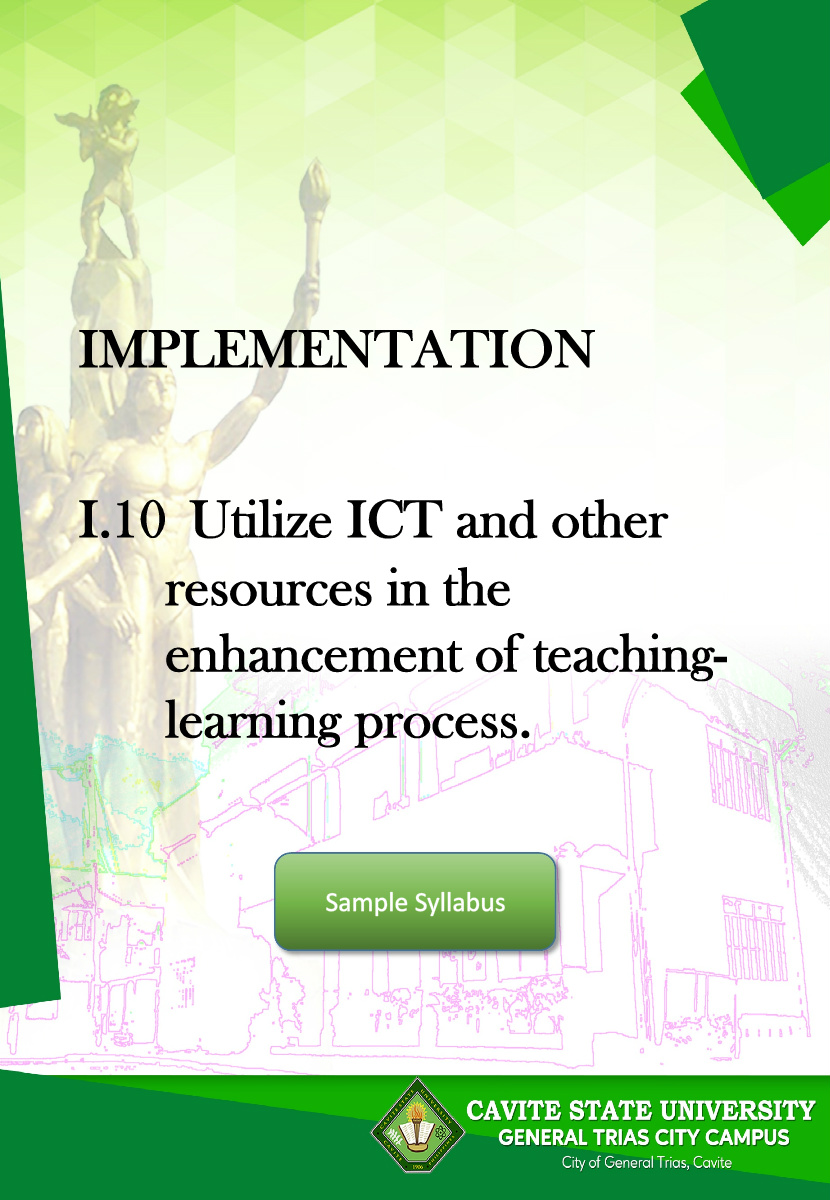 IMPLEMENTATION
I.10 Utilize ICT and other
resources in the
enhancement of teaching-
learning process.
Sample Syllabus
CAVITE STATE UNIVERSITY
GENERAL TRIAS CITY CAMPUS
City of General Trias, Cavite
1906